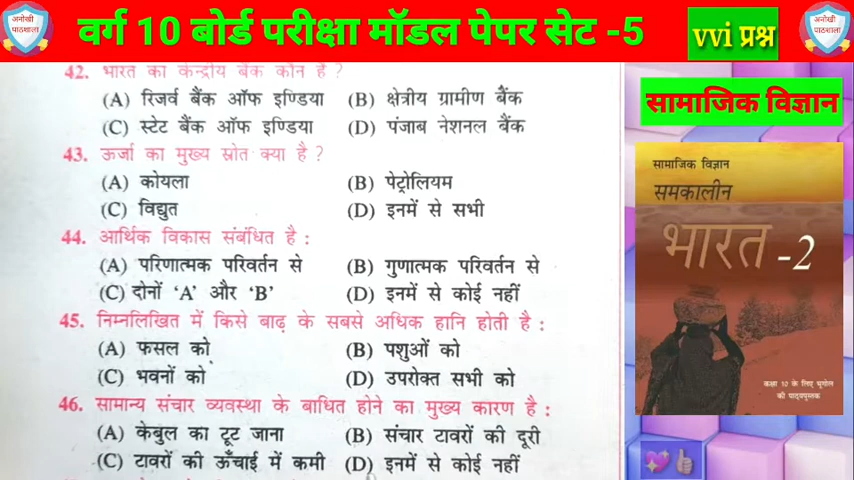 अनोखी
पाठशाला
वर्ग 10 बोर्ड परीक्षा मॉडल पेपर सेट -5
vvi प्रश्न
अनोखी
पाठशाला
42. भारत का केन्द्रीय बैंक कौन है ?
(A) रिजर्व बैंक ऑफ इण्डिया (B) क्षेत्रीय ग्रामीण बैंक
(C) स्टेट बैंक ऑफ इण्डिया (D) पंजाब नेशनल बैंक
43. ऊर्जा का मुख्य स्रोत क्या है ?
(A) कोयला (B) पेट्रोलियम
(C) विद्युत (D) इनमें से सभी
44. आर्थिक विकास संबंधित है :
(A) परिणात्मक परिवर्तन से (B) गुणात्मक परिवर्तन से
(C) दोनों ‘A’ और ‘B’ (D) इनमें से कोई नहीं
45. निम्नलिखित में किसे बाढ़ के सबसे अधिक हानि होती है :
(A) फसल को (B) पशुओं को
(C) भवनों को (D) उपरोक्त सभी को
46. सामान्य संचार व्यवस्था के बाधित होने का मुख्य कारण है :
(A) केबुल का टूट जाना (B) संचार टावरों की दूरी
(C) टावरों की ऊँचाई में कमी (D) इनमें से कोई नहीं
सामाजिक विज्ञान
सामाजिक विज्ञान
समकालीन
भारत -2
कक्षा 10 के लिए भूगोल
की पाठ्यपुस्तक